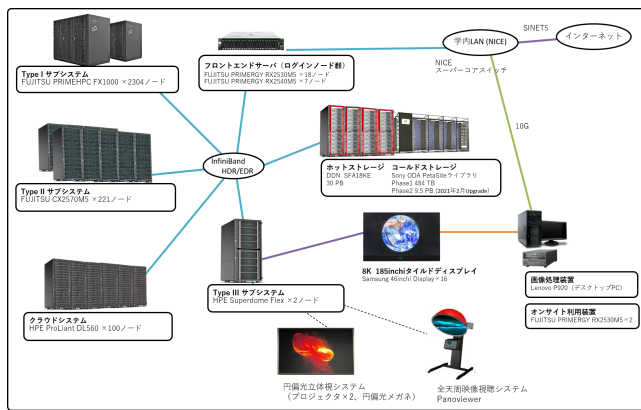 Type I サブシステム
FUJITSU PRIMEHPC FX1000 ×2304ノード
フロントエンドサーバ（ログインノード群）
FUJITSU PRIMERGY RX2530M5 ×18ノード
FUJITSU PRIMERGY RX2540M5 ×7ノード
学内LAN (NICE)
SINET5
インターネット
NICE
スーパーコアスイッチ
10G
InfiniBand
HDR/EDR
ホットストレージ
DDN SFA18KE
30 PB
コールドストレージ
Sony ODA PetaSiteライブラリ
Phase1 484 TB
Phase2 9.5 PB (2021年2月Upgrade)
Type II サブシステム
FUJITSU CX2570M5 ×221ノード
8K 185inchiタイルドディスプレイ
Samsung 46inchi Display×16
画像処理装置
Lenovo P920（デスクトップPC）
オンサイト利用装置
FUJITSU PRIMERGY RX2530M5×2
Type III サブシステム
HPE Superdome Flex ×2ノード
クラウドシステム
HPE ProLiant DL560 ×100ノード
円偏光立体視システム
（プロジェクタ×2、円偏光メガネ）
全天周映像視聴システム
Panoviewer